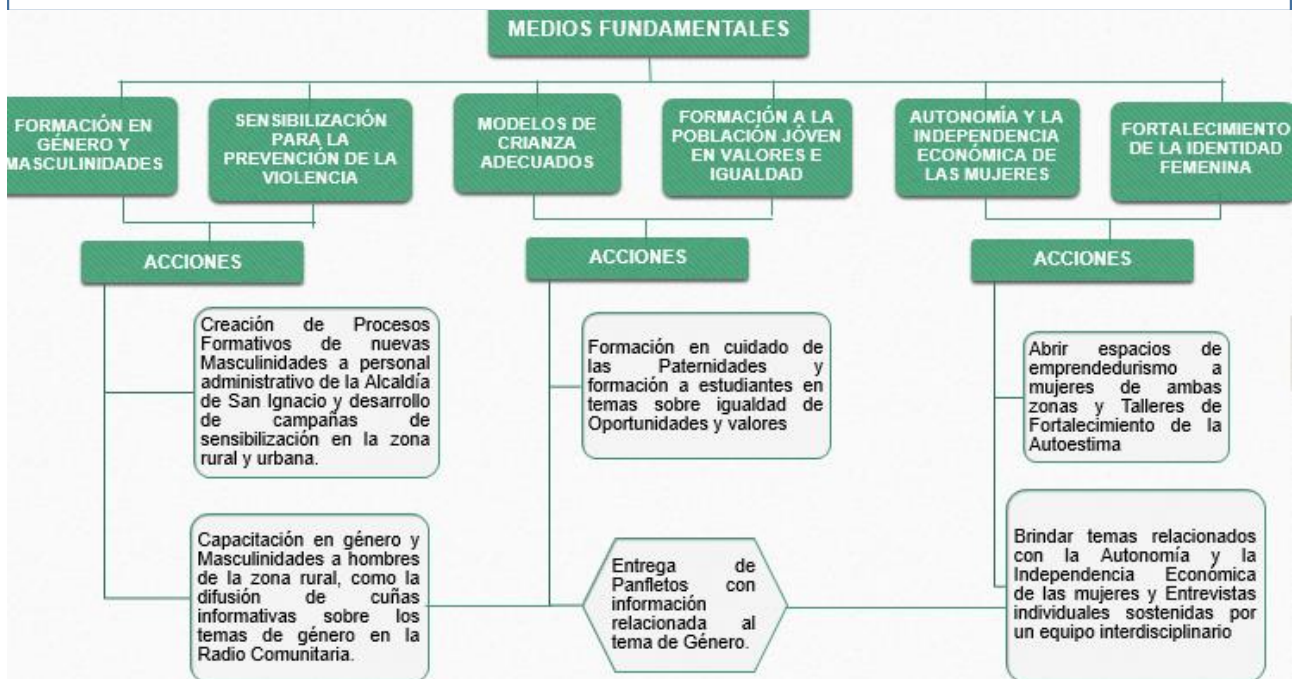 MEDIOS FUNDAMENTALES
FORMACIÓN EN
GÉNERO Y
MASCULINIDADES
SENSIBILIZACIÓN
PARA LA
PREVENCIÓN DE LA
VIOLENCIA
MODELOS DE
CRIANZA
ADECUADOS
FORMACIÓN A LA
POBLACIÓN JÓVEN
EN VALORES E
IGUALDAD
AUTONOMÍA Y LA
INDEPENDENCIA
ECONÓMICA DE
LAS MUJERES
FORTALECIMIENTO
DE LA IDENTIDAD
FEMENINA
ACCIONES
Creación de Procesos
Formativos de nuevas
Masculinidades a personal
administrativo de la Alcaldía
de San Ignacio y desarrollo
de campañas de
sensibilización en la zona
rural y urbana.
Capacitación en género y
Masculinidades a hombres
de la zona rural, como la
difusión de cuñas
informativas sobre los
temas de género en la
Radio Comunitaria.
ACCIONES
Formación en cuidado de
las Paternidades y
formación a estudiantes en
temas sobre igualdad de
Oportunidades y valores
Entrega de
Panfletos con
información
relacionada al
tema de Género.
ACCIONES
Abrir espacios de
emprendedurismo a
mujeres de ambas
zonas y Talleres de
Fortalecimiento de la
Autoestima
Brindar temas relacionados
con la Autonomía y la
Independencia Económica
de las mujeres y Entrevistas
individuales sostenidas por
un equipo interdisciplinario